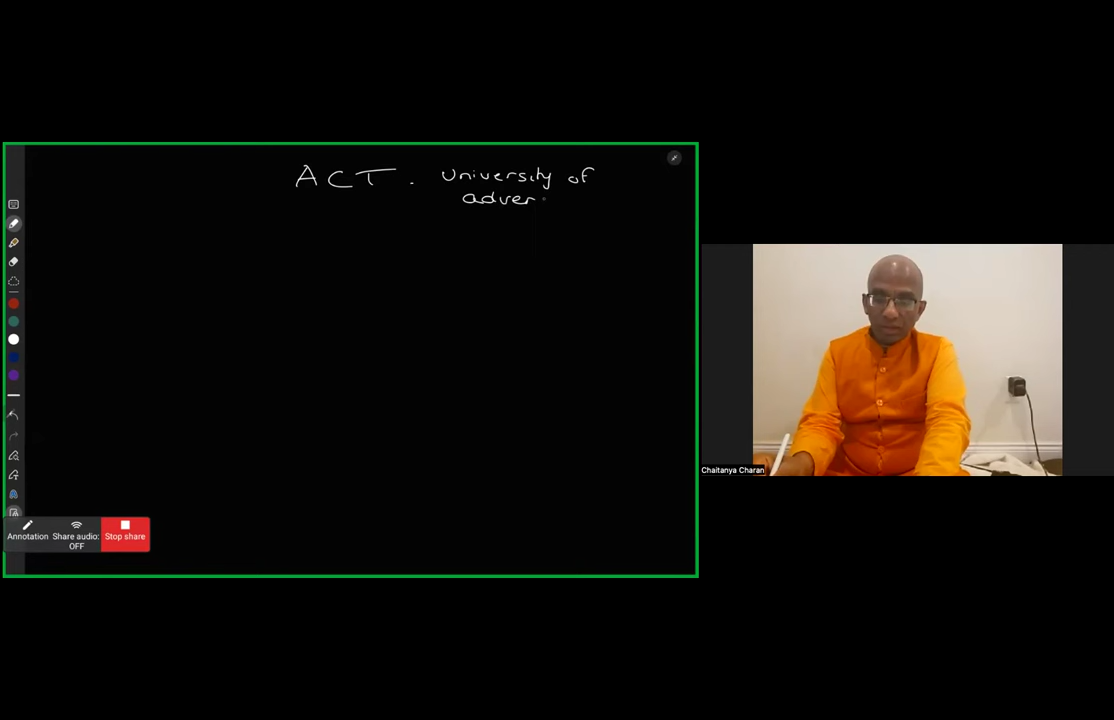 ACT. University of
adver
Annotation
Share audio:
OFF
Stop share
Chaitanya Charan